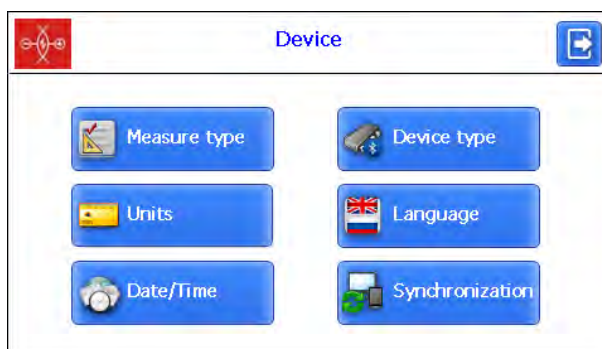 Device
Measure type
Device type
Units
Language
Date/Time
Synchronization